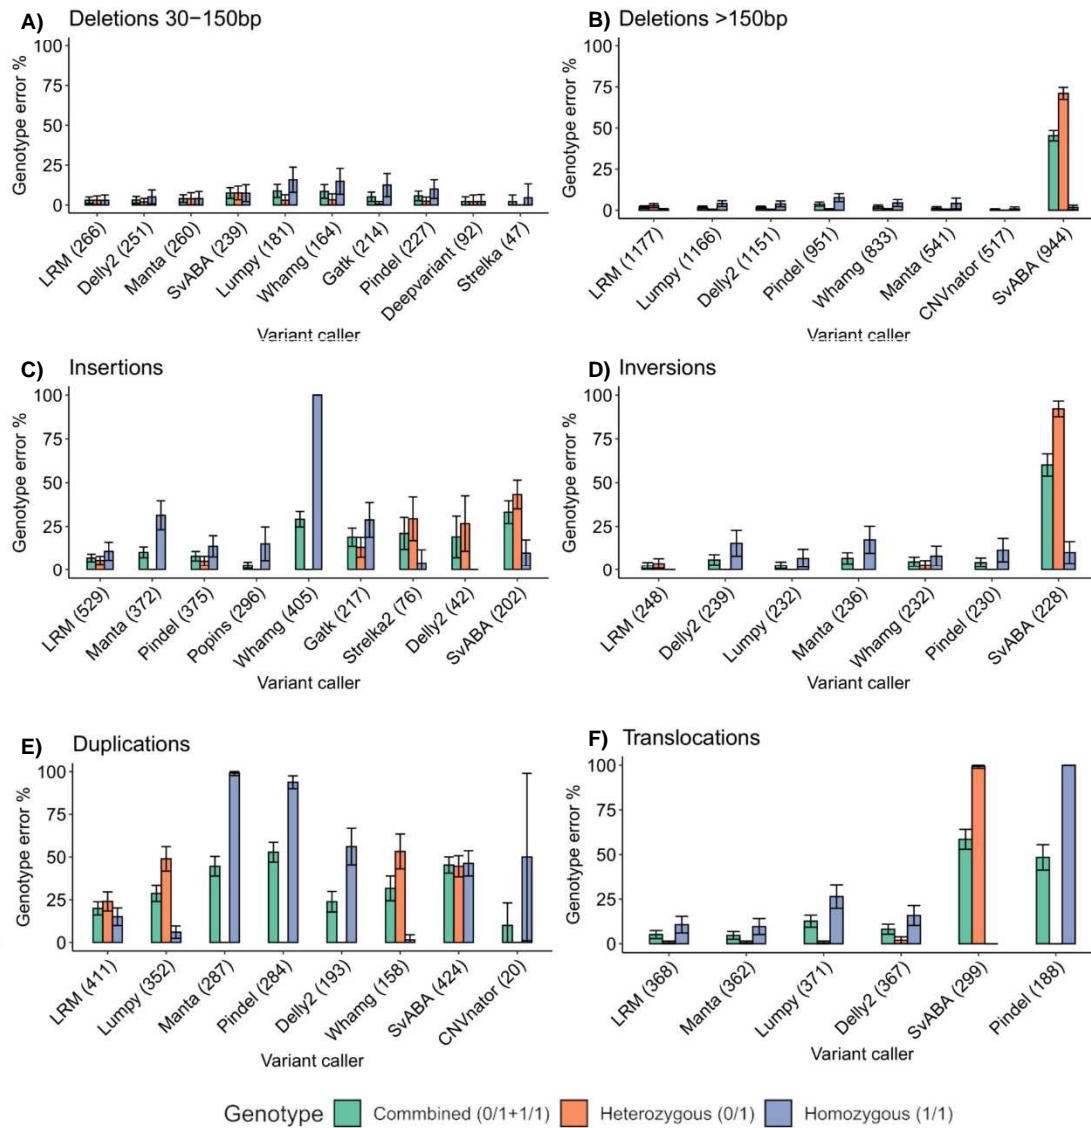 A) Deletions 30−150bp
Genotype error %
100
75
50
25
0
LRM (266)
Delly2 (251)
Manta (260)
SvABA (239)
Lumpy (181)
Whamg (164)
Gatk (214)
Pindel (227)
Deepvariant (92)
Strelka (47)
Variant caller
B) Deletions >150bp
Genotype error %
100
75
50
25
0
LRM (1177)
Lumpy (1166)
Delly2 (1151)
Pindel (951)
Whamg (833)
Manta (541)
CNVnator (517)
SvABA (944)
Variant caller
C) Insertions
Genotype error %
100
75
50
25
0
LRM (529)
Manta (372)
Pindel (375)
Popins (296)
Whamg (405)
Gatk (217)
Strelka2 (76)
Delly2 (42)
SvABA (202)
Variant caller
D) Inversions
Genotype error %
100
75
50
25
0
LRM (248)
Delly2 (239)
Lumpy (232)
Manta (236)
Whamg (232)
Pindel (230)
SvABA (228)
Variant caller
E) Duplications
Genotype error %
100
75
50
25
0
LRM (411)
Lumpy (352)
Manta (287)
Pindel (284)
Delly2 (193)
Whamg (158)
SvABA (424)
CNVnator (20)
Variant caller
F) Translocations
Genotype error %
100
75
50
25
0
LRM (368)
Manta (362)
Lumpy (371)
Delly2 (367)
SvABA (299)
Pindel (188)
Variant caller
Genotype Commbined (0/1+1/1) Heterozygous (0/1) Homozygous (1/1)